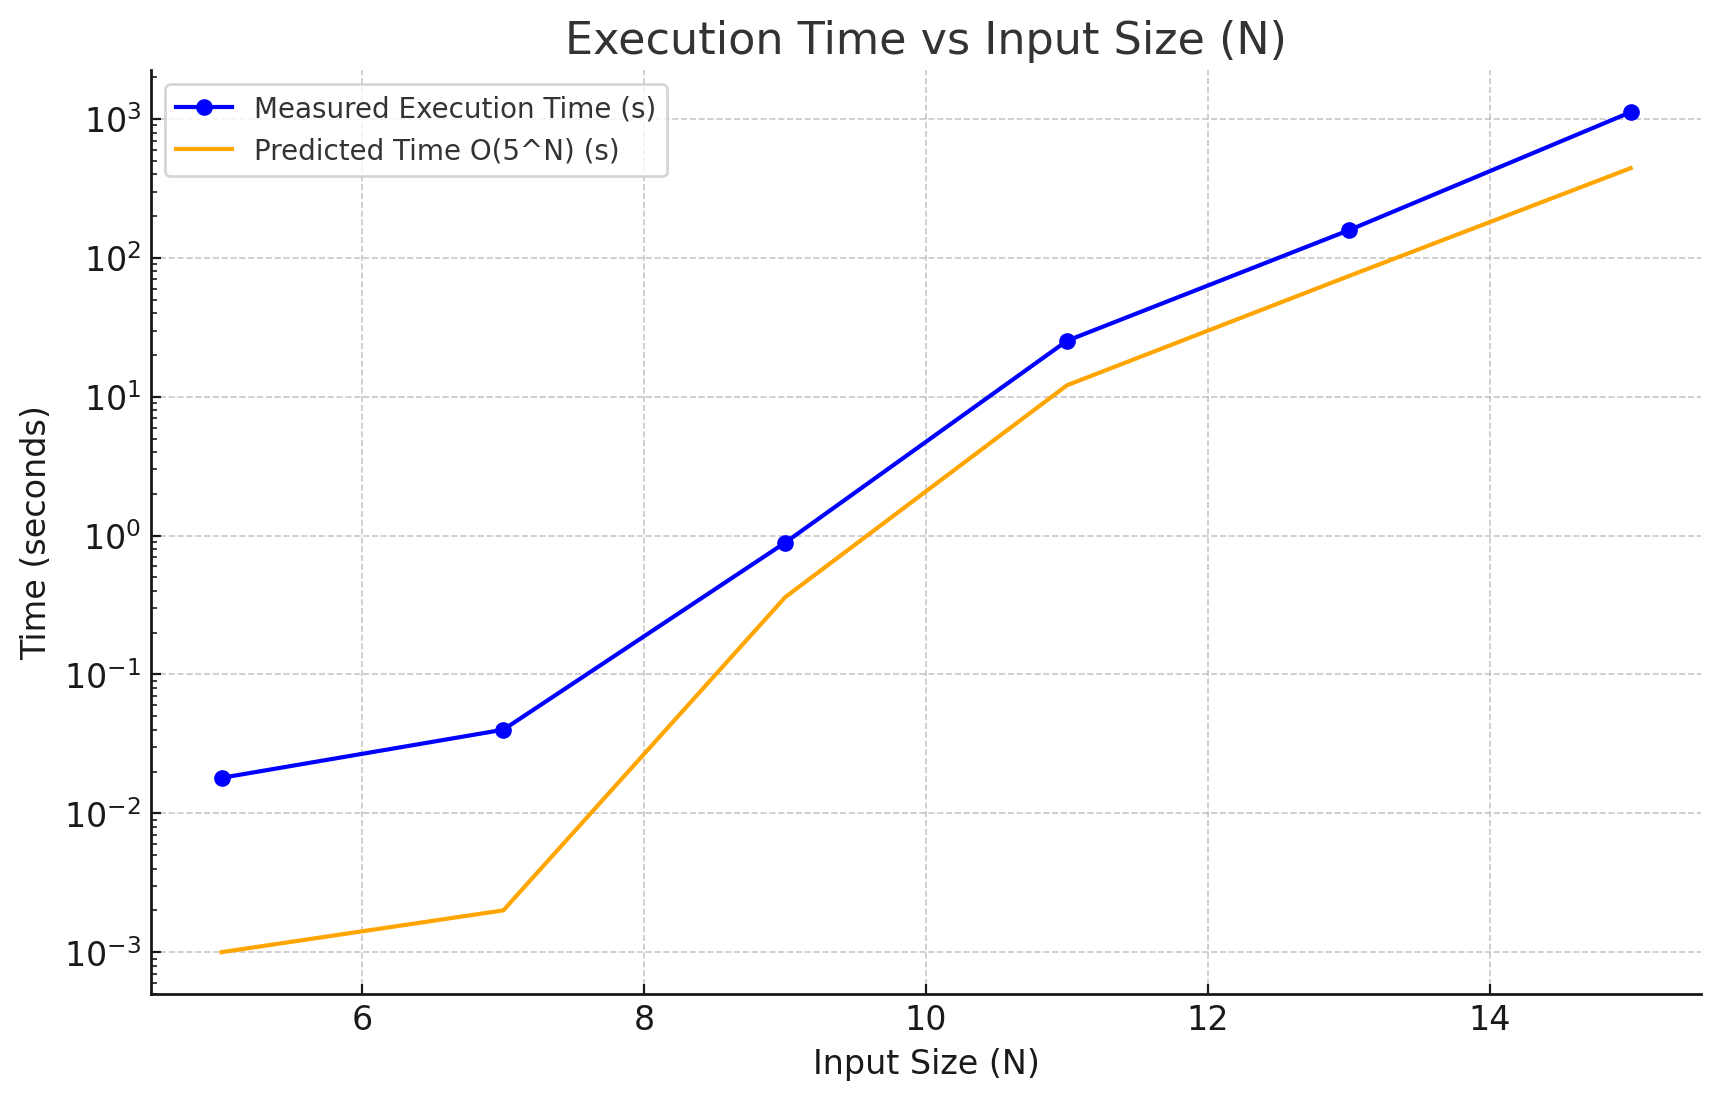 Execution Time vs Input Size (N)
Measured Execution Time (s)
Predicted Time O(5^N) (s)
Time (seconds)
10³
10²
10¹
10⁰
10⁻¹
10⁻²
10⁻³
6 8 10 12 14
Input Size (N)